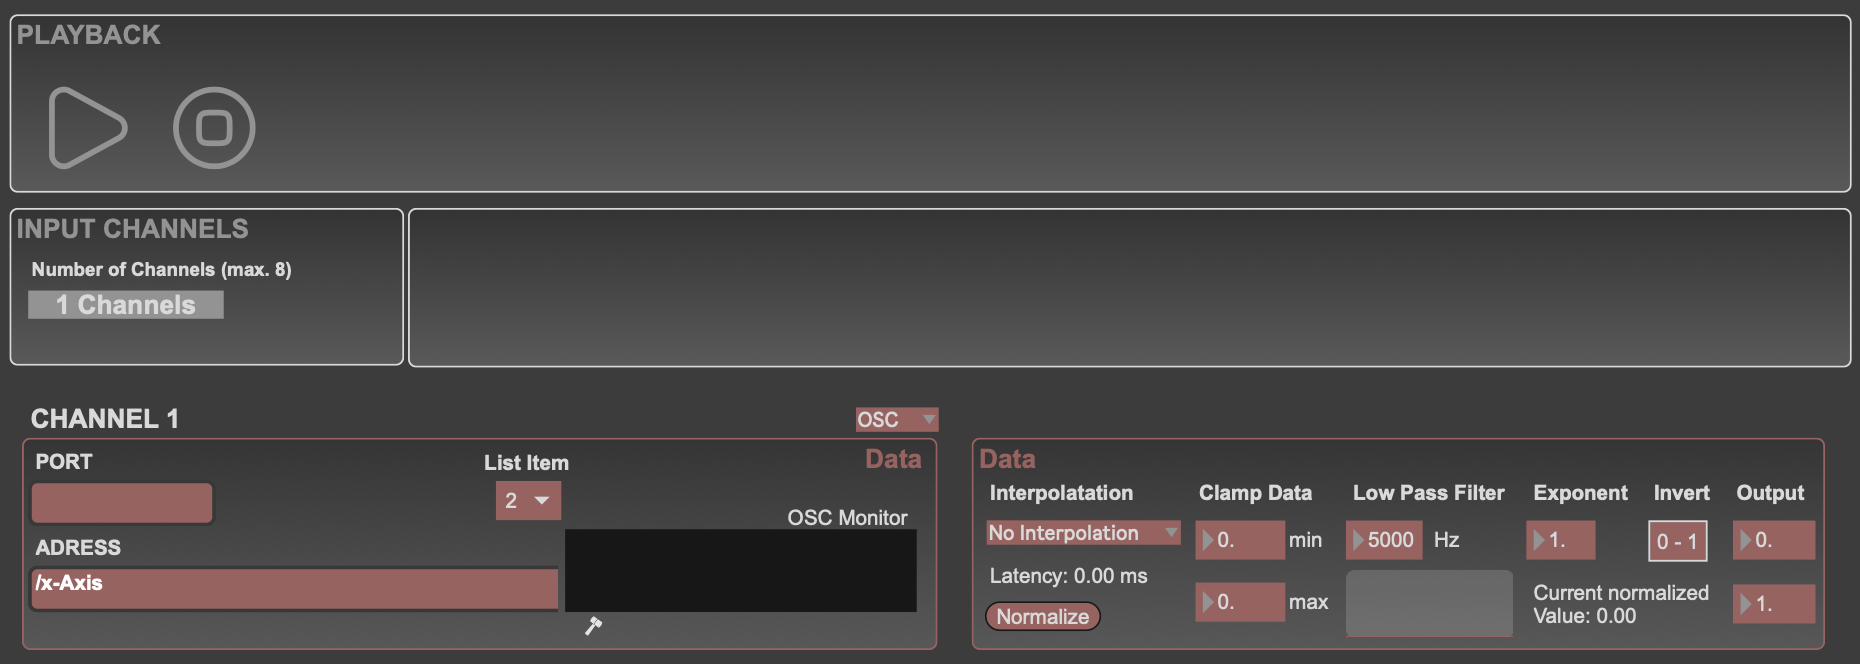 PLAYBACK
INPUT CHANNELS
Number of Channels (max. 8)
1 Channels
CHANNEL 1
OSC
PORT
List Item
Data
2
OSC Monitor
ADRESS
/x-Axis
Data
Interpolatation
Clamp Data
Low Pass Filter
Exponent
Invert
Output
No Interpolation
0.
min
5000
Hz
1.
0 - 1
0.
Latency: 0.00 ms
Normalize
0.
max
Current normalized
Value: 0.00
1.